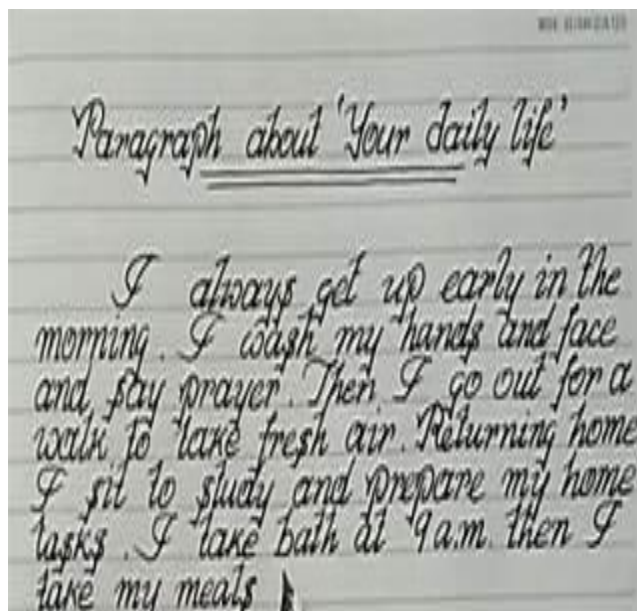 Paragraph about 'Your daily life'
I always get up early in the
morning. I wash my hands and face
and say prayer. Then I go out for a
walk to take fresh air. Returning home
I sit to study and prepare my home
tasks. I take bath at 9 a.m. then I
take my meals